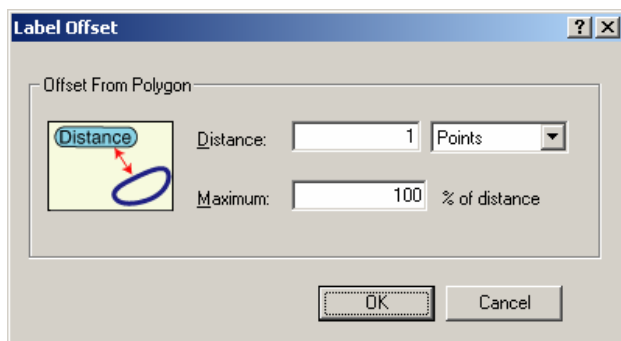 Label Offset
Offset From Polygon
Distance
Distance: 1 Points
Maximum: 100 % of distance
OK Cancel